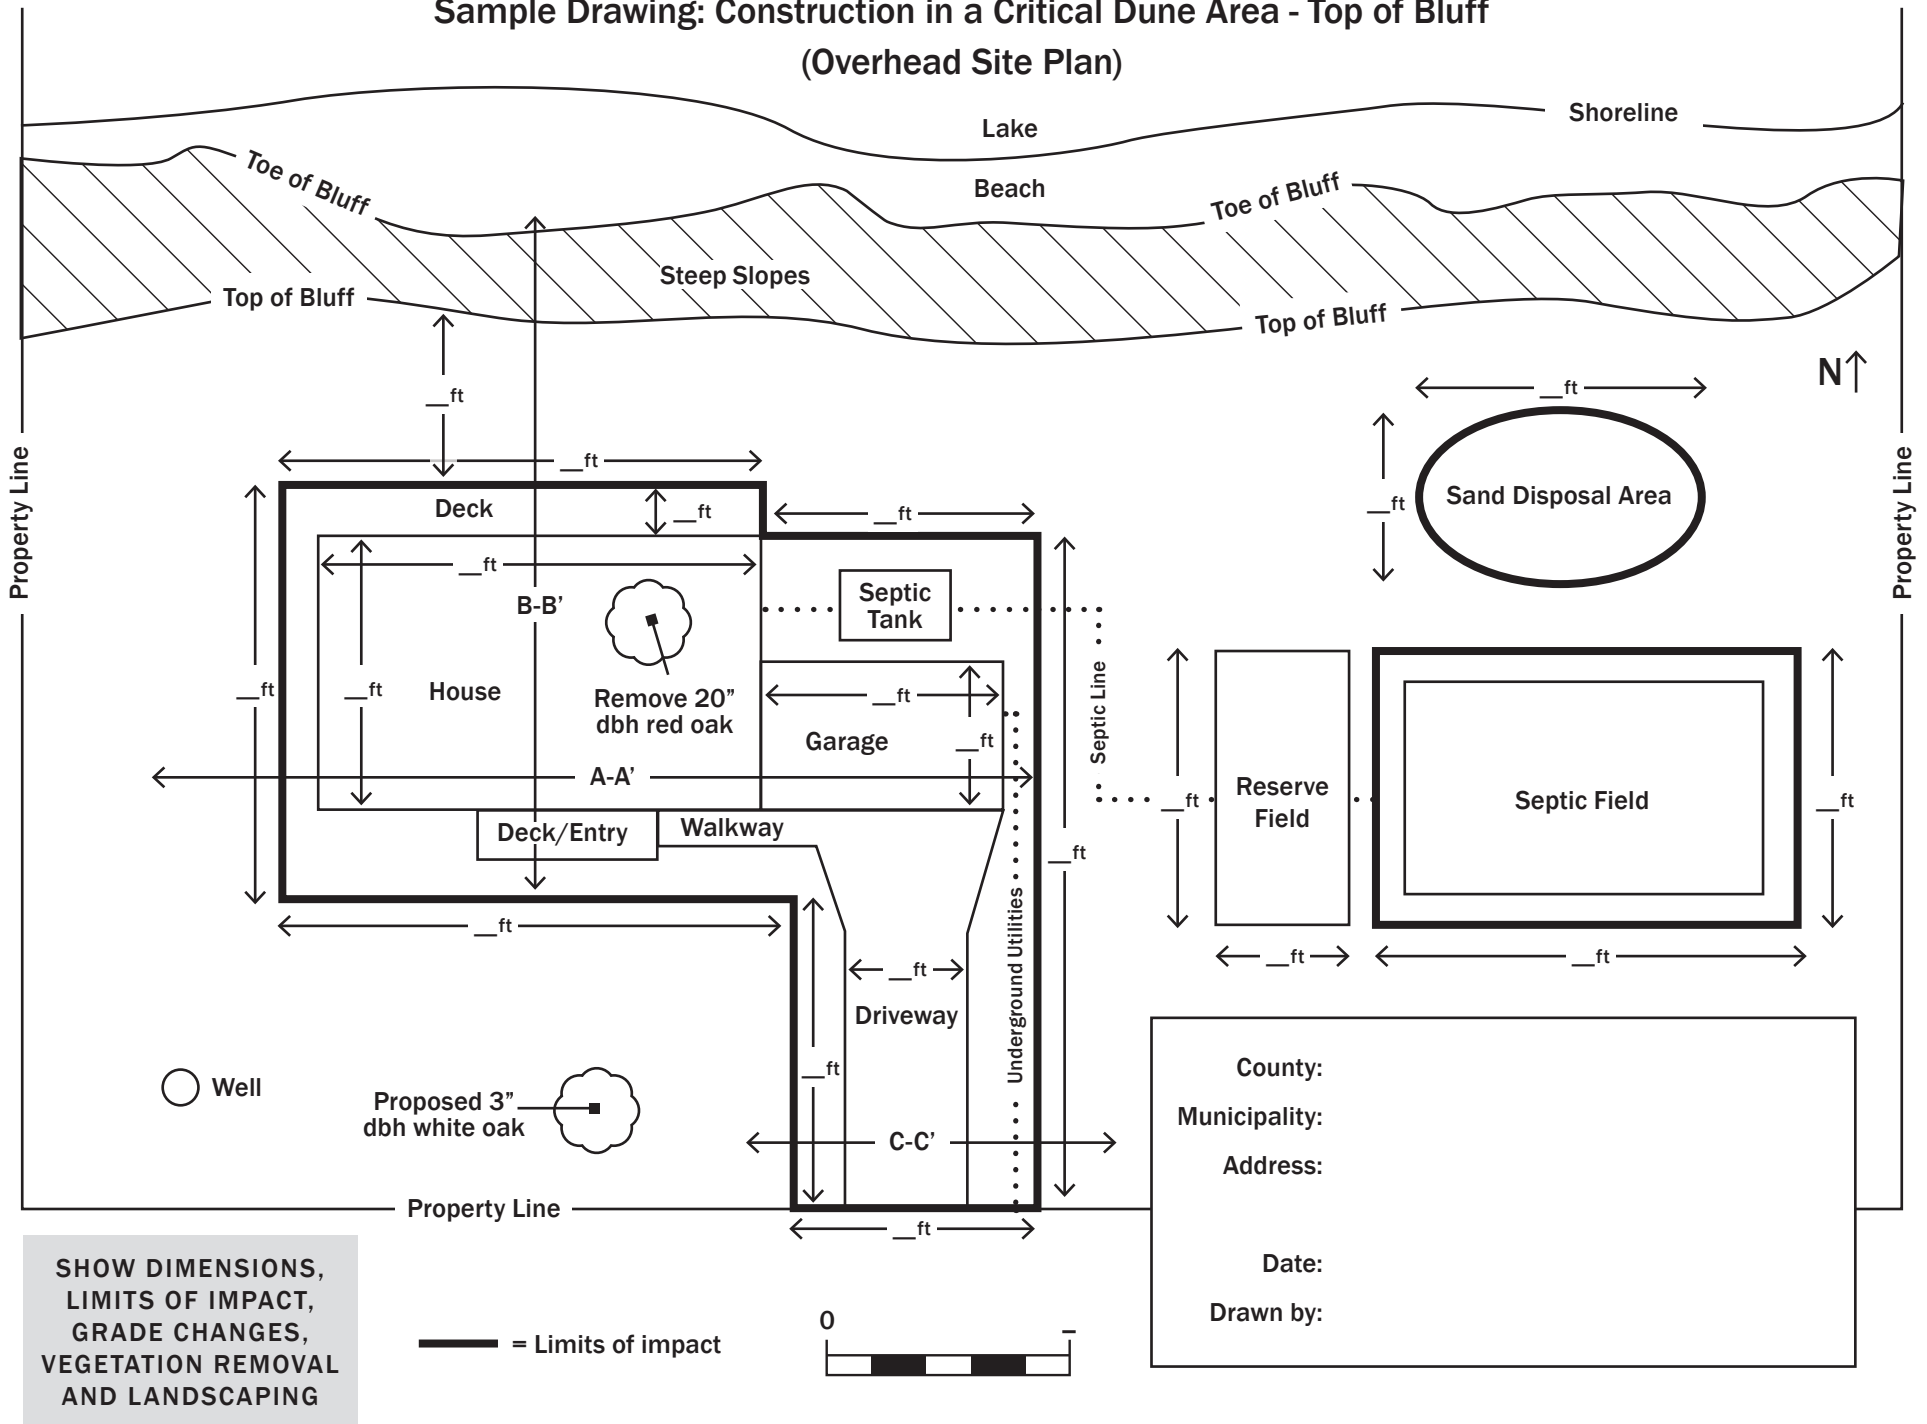 Sample Drawing: Construction in a Critical Dune Area - Top of Bluff
(Overhead Site Plan)
Shoreline
Lake
Toe of Bluff
Beach
Toe of Bluff
Steep Slopes
Top of Bluff
Top of Bluff
N
__ft
__ft
__ft
Property Line
Property Line
Deck
__ft
__ft
__ft
Sand Disposal Area
__ft
B-B’
Septic
Tank
__ft
__ft
House
Remove 20”
dbh red oak
__ft
Garage
__ft
Septic Line
A-A’
__ft
Reserve
Field
Septic Field
__ft
Deck/Entry
Walkway
__ft
__ft
__ft
__ft
__ft
Underground Utilities
Driveway
__ft
Well
Proposed 3”
dbh white oak
C-C’
Property Line
__ft
County:
Municipality:
Address:
Date:
Drawn by:
SHOW DIMENSIONS,
LIMITS OF IMPACT,
GRADE CHANGES,
VEGETATION REMOVAL
AND LANDSCAPING
= Limits of impact
0
_